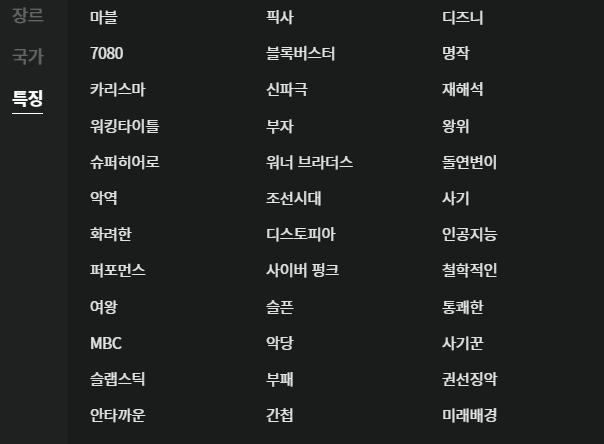 장르
국가
특징
마블 픽사 디즈니
7080 블록버스터 명작
카리스마 신파극 재해석
워킹타이틀 부자 왕위
슈퍼히어로 워너 브라더스 돌연변이
악역 조선시대 사기
화려한 디스토피아 인공지능
퍼포먼스 사이버 펑크 철학적인
여왕 슬픈 통쾌한
MBC 악당 사기꾼
슬랩스틱 부패 권선징악
안타까운 간첩 미래배경